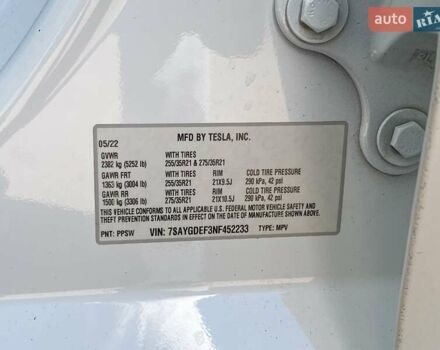 auto RIA
MFD BY TESLA, INC.
05/22
GVWR WITH TIRES
2382 kg (5252 lb) 255/35R21 & 275/35R21
GAWR FRT WITH TIRES RIM COLD TIRE PRESSURE
1363 kg (3004 lb) 255/35R21 21X9.5J 290 kPa, 42 psi
GAWR RR WITH TIRES RIM COLD TIRE PRESSURE
1500 kg (3306 lb) 275/35R21 21X10.5J 290 kPa, 42 psi
THIS VEHICLE CONFORMS TO ALL APPLICABLE U.S. FEDERAL MOTOR VEHICLE SAFETY
AND THEFT PREVENTION STANDARDS IN EFFECT ON THE DATE OF MANUFACTURE SHOWN ABOVE.
PNT: PPSW VIN: 7SAYGDEF3NF452233 TYPE: MPV